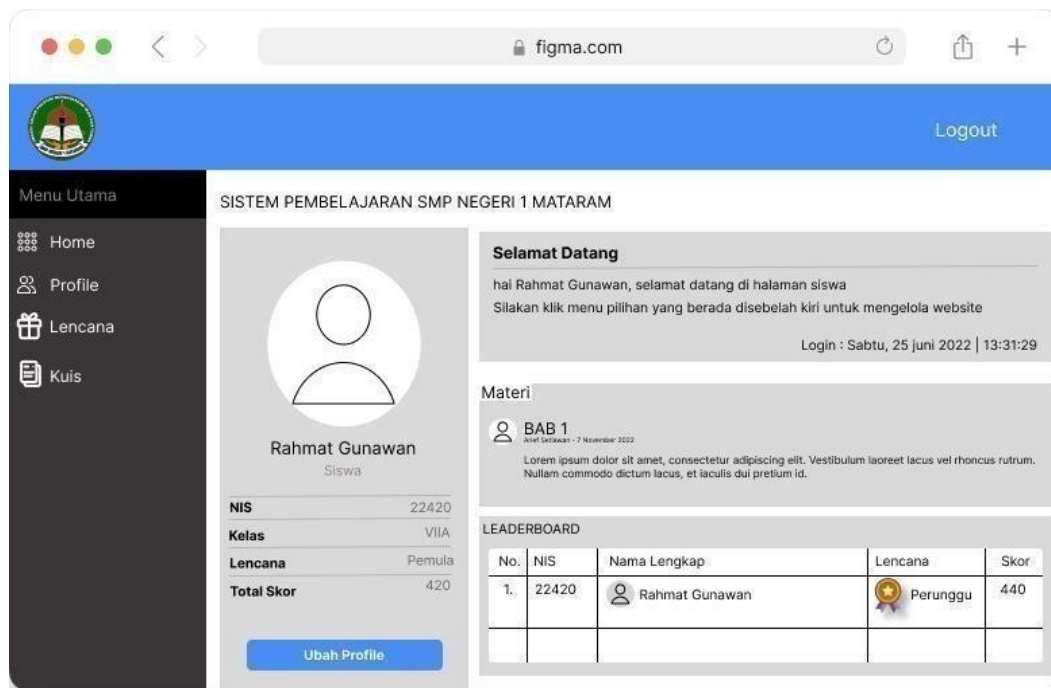 figma.com
Logout
Menu Utama
Home
Profile
Lencana
Kuis
SISTEM PEMBELAJARAN SMP NEGERI 1 MATARAM
Rahmat Gunawan
Siswa
NIS 22420
Kelas VIIA
Lencana Pemula
Total Skor 420
Ubah Profile
Selamat Datang
hai Rahmat Gunawan, selamat datang di halaman siswa
Silakan klik menu pilihan yang berada disebelah kiri untuk mengelola website
Login : Sabtu, 25 juni 2022 | 13:31:29
Materi
BAB 1
Arief Setiawan - 7 November 2022
Lorem ipsum dolor sit amet, consectetur adipiscing elit. Vestibulum laoreet lacus vel rhoncus rutrum.
Nullam commodo dictum lacus, et iaculis dui pretium id.
LEADERBOARD
No. NIS Nama Lengkap Lencana Skor
1. 22420 Rahmat Gunawan Perunggu 440